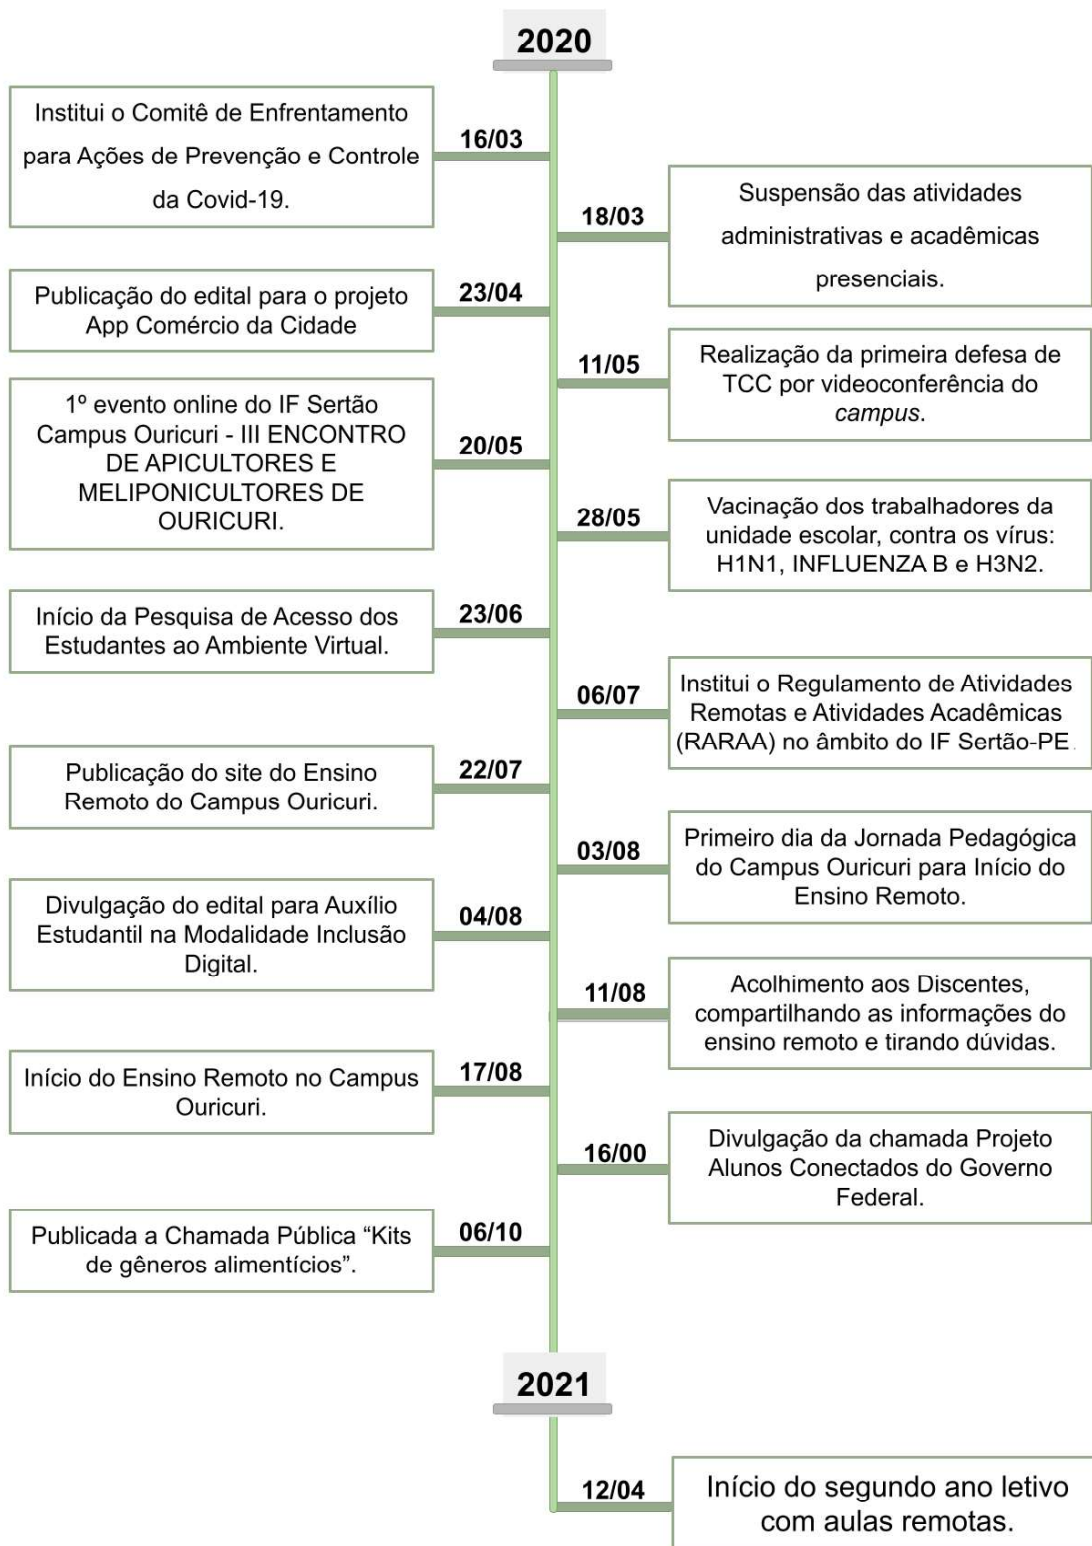 2020
16/03
Institui o Comitê de Enfrentamento
para Ações de Prevenção e Controle
da Covid-19.
18/03
Suspensão das atividades
administrativas e acadêmicas
presenciais.
23/04
Publicação do edital para o projeto
App Comércio da Cidade
11/05
Realização da primeira defesa de
TCC por videoconferência do
campus.
20/05
1º evento online do IF Sertão
Campus Ouricuri - III ENCONTRO
DE APICULTORES E
MELIPONICULTORES DE
OURICURI.
28/05
Vacinação dos trabalhadores da
unidade escolar, contra os vírus:
H1N1, INFLUENZA B e H3N2.
23/06
Início da Pesquisa de Acesso dos
Estudantes ao Ambiente Virtual.
06/07
Institui o Regulamento de Atividades
Remotas e Atividades Acadêmicas
(RARAA) no âmbito do IF Sertão-PE.
22/07
Publicação do site do Ensino
Remoto do Campus Ouricuri.
03/08
Primeiro dia da Jornada Pedagógica
do Campus Ouricuri para Início do
Ensino Remoto.
04/08
Divulgação do edital para Auxílio
Estudantil na Modalidade Inclusão
Digital.
11/08
Acolhimento aos Discentes,
compartilhando as informações do
ensino remoto e tirando dúvidas.
17/08
Início do Ensino Remoto no Campus
Ouricuri.
16/00
Divulgação da chamada Projeto
Alunos Conectados do Governo
Federal.
06/10
Publicada a Chamada Pública “Kits
de gêneros alimentícios”.
2021
12/04
Início do segundo ano letivo
com aulas remotas.